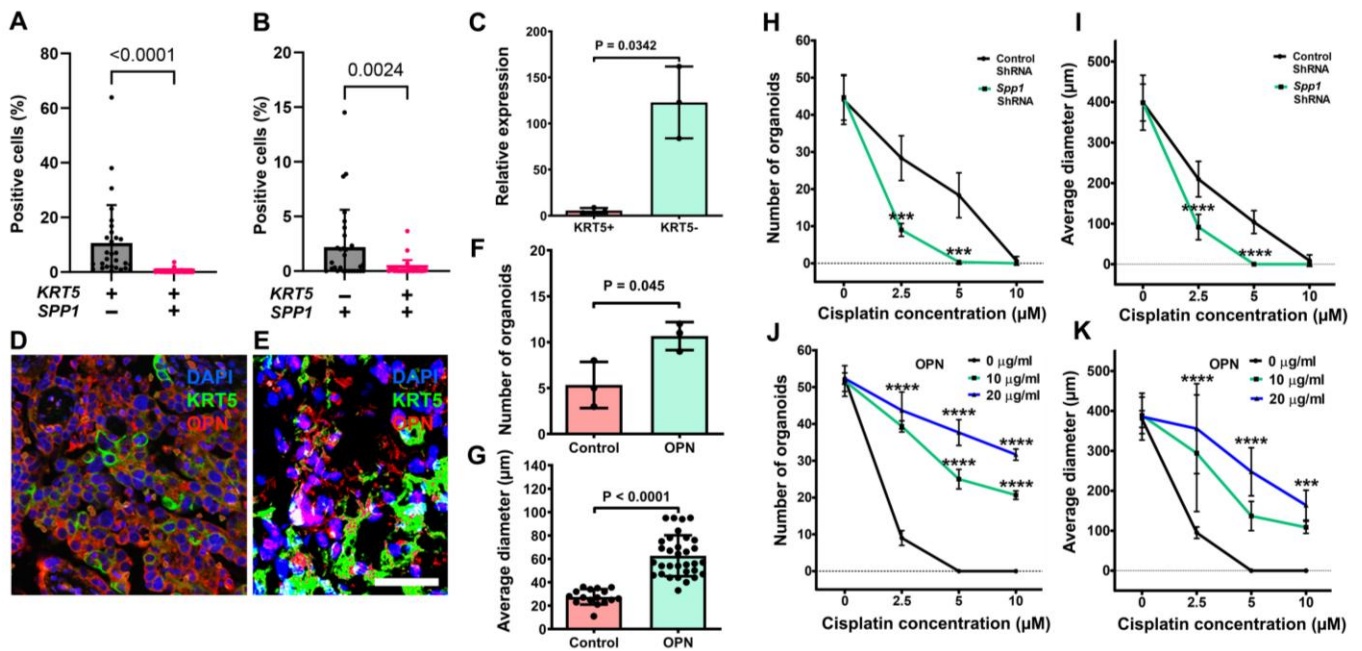 A
Positive cells (%)
80
60
40
20
0
<0.0001
KRT5 + +
SPP1 – +
B
Positive cells (%)
20
15
10
5
0
0.0024
KRT5 – +
SPP1 + +
C
Relative expression
200
150
100
50
0
P = 0.0342
KRT5+ KRT5-
D
DAPI
KRT5
OPN
E
DAPI
KRT5
OPN
F
Number of organoids
20
15
10
5
0
P = 0.045
Control OPN
G
Average diameter (µm)
140
120
100
80
60
40
20
0
P < 0.0001
Control OPN
H
Number of organoids
60
50
40
30
20
10
0
Control
ShRNA
Spp1
ShRNA
***
***
0 2.5 5 10
Cisplatin concentration (µM)
I
Average diameter (µm)
500
400
300
200
100
0
Control
ShRNA
Spp1
ShRNA
****
****
0 2.5 5 10
Cisplatin concentration (µM)
J
Number of organoids
60
50
40
30
20
10
0
OPN
0 µg/ml
10 µg/ml
20 µg/ml
****
****
****
****
****
0 2.5 5 10
Cisplatin concentration (µM)
K
Average diameter (µm)
500
400
300
200
100
0
OPN
0 µg/ml
10 µg/ml
20 µg/ml
****
****
***
0 2.5 5 10
Cisplatin concentration (µM)